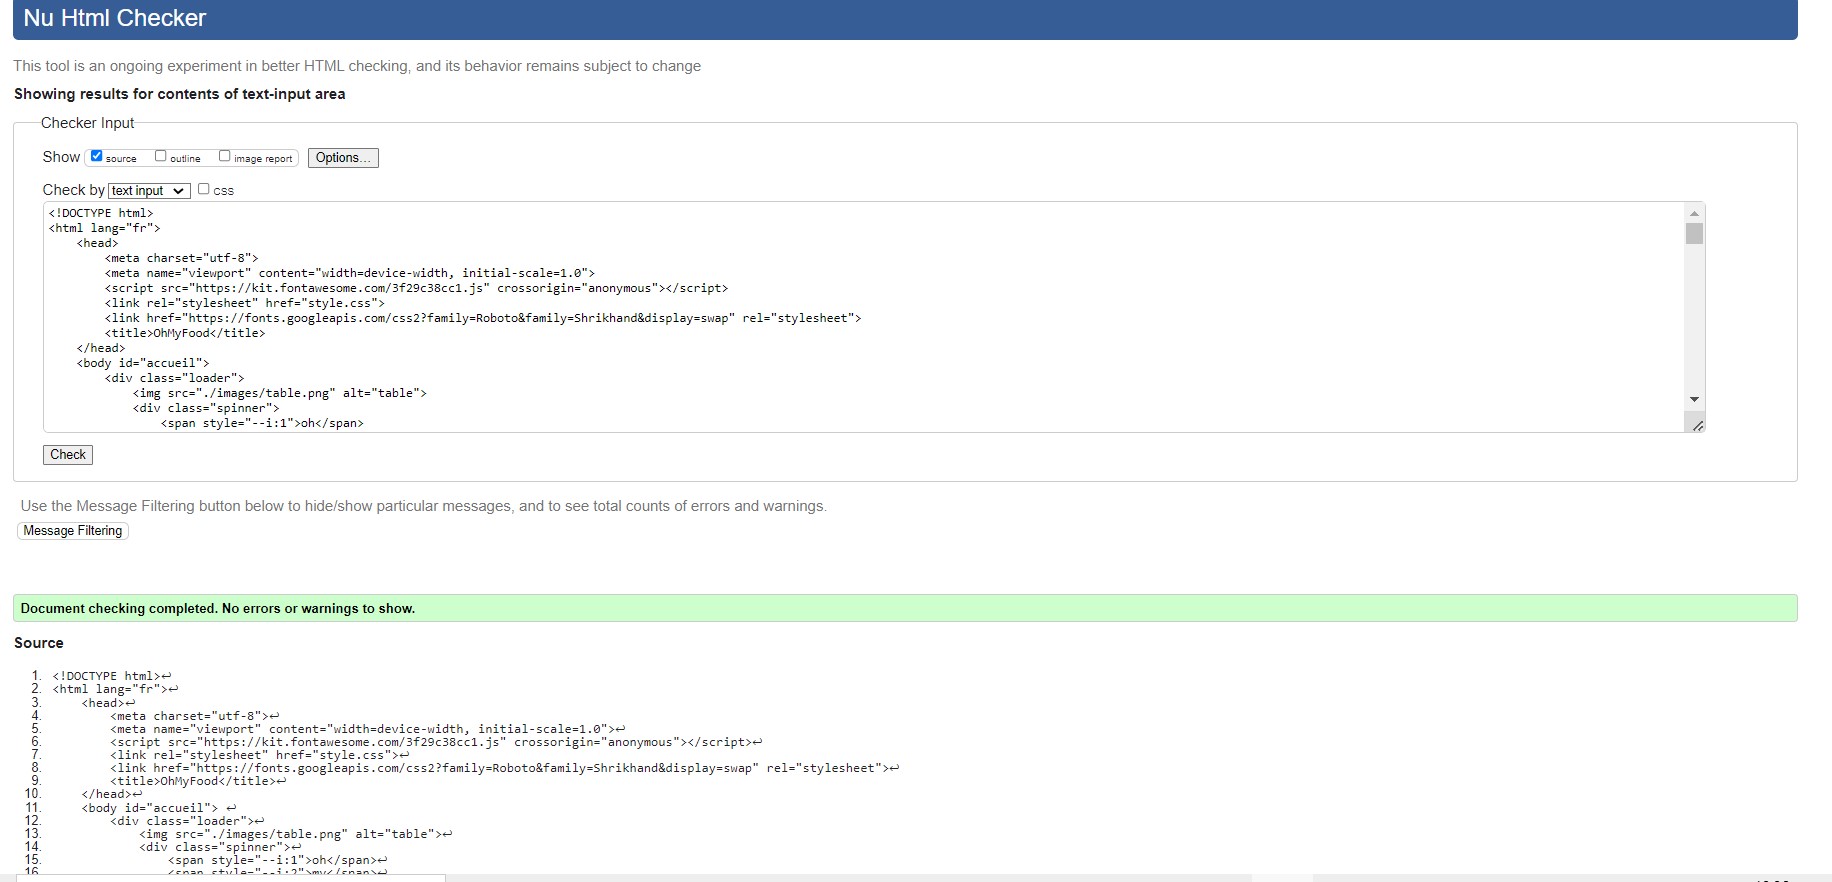 Nu Html Checker
This tool is an ongoing experiment in better HTML checking, and its behavior remains subject to change
Showing results for contents of text-input area
Checker Input
Show source outline image report Options...
Check by text input css
<!DOCTYPE html>
<html lang="fr">
    <head>
        <meta charset="utf-8">
        <meta name="viewport" content="width=device-width, initial-scale=1.0">
        <script src="https://kit.fontawesome.com/3f29c38cc1.js" crossorigin="anonymous"></script>
        <link rel="stylesheet" href="style.css">
        <link href="https://fonts.googleapis.com/css2?family=Roboto&family=Shrikhand&display=swap" rel="stylesheet">
        <title>OhMyFood</title>
    </head>
    <body id="accueil">
        <div class="loader">
            <img src="./images/table.png" alt="table">
            <div class="spinner">
                <span style="--i:1">oh</span>
Check
Use the Message Filtering button below to hide/show particular messages, and to see total counts of errors and warnings.
Message Filtering
Document checking completed. No errors or warnings to show.
Source
1. <!DOCTYPE html>↩
2. <html lang="fr">↩
3.     <head>↩
4.         <meta charset="utf-8">↩
5.         <meta name="viewport" content="width=device-width, initial-scale=1.0">↩
6.         <script src="https://kit.fontawesome.com/3f29c38cc1.js" crossorigin="anonymous"></script>↩
7.         <link rel="stylesheet" href="style.css">↩
8.         <link href="https://fonts.googleapis.com/css2?family=Roboto&family=Shrikhand&display=swap" rel="stylesheet">↩
9.         <title>OhMyFood</title>↩
10.     </head>↩
11.     <body id="accueil"> ↩
12.         <div class="loader">↩
13.             <img src="./images/table.png" alt="table">↩
14.             <div class="spinner">↩
15.                 <span style="--i:1">oh</span>↩
16.                 <span style="--i:2">my</span>↩